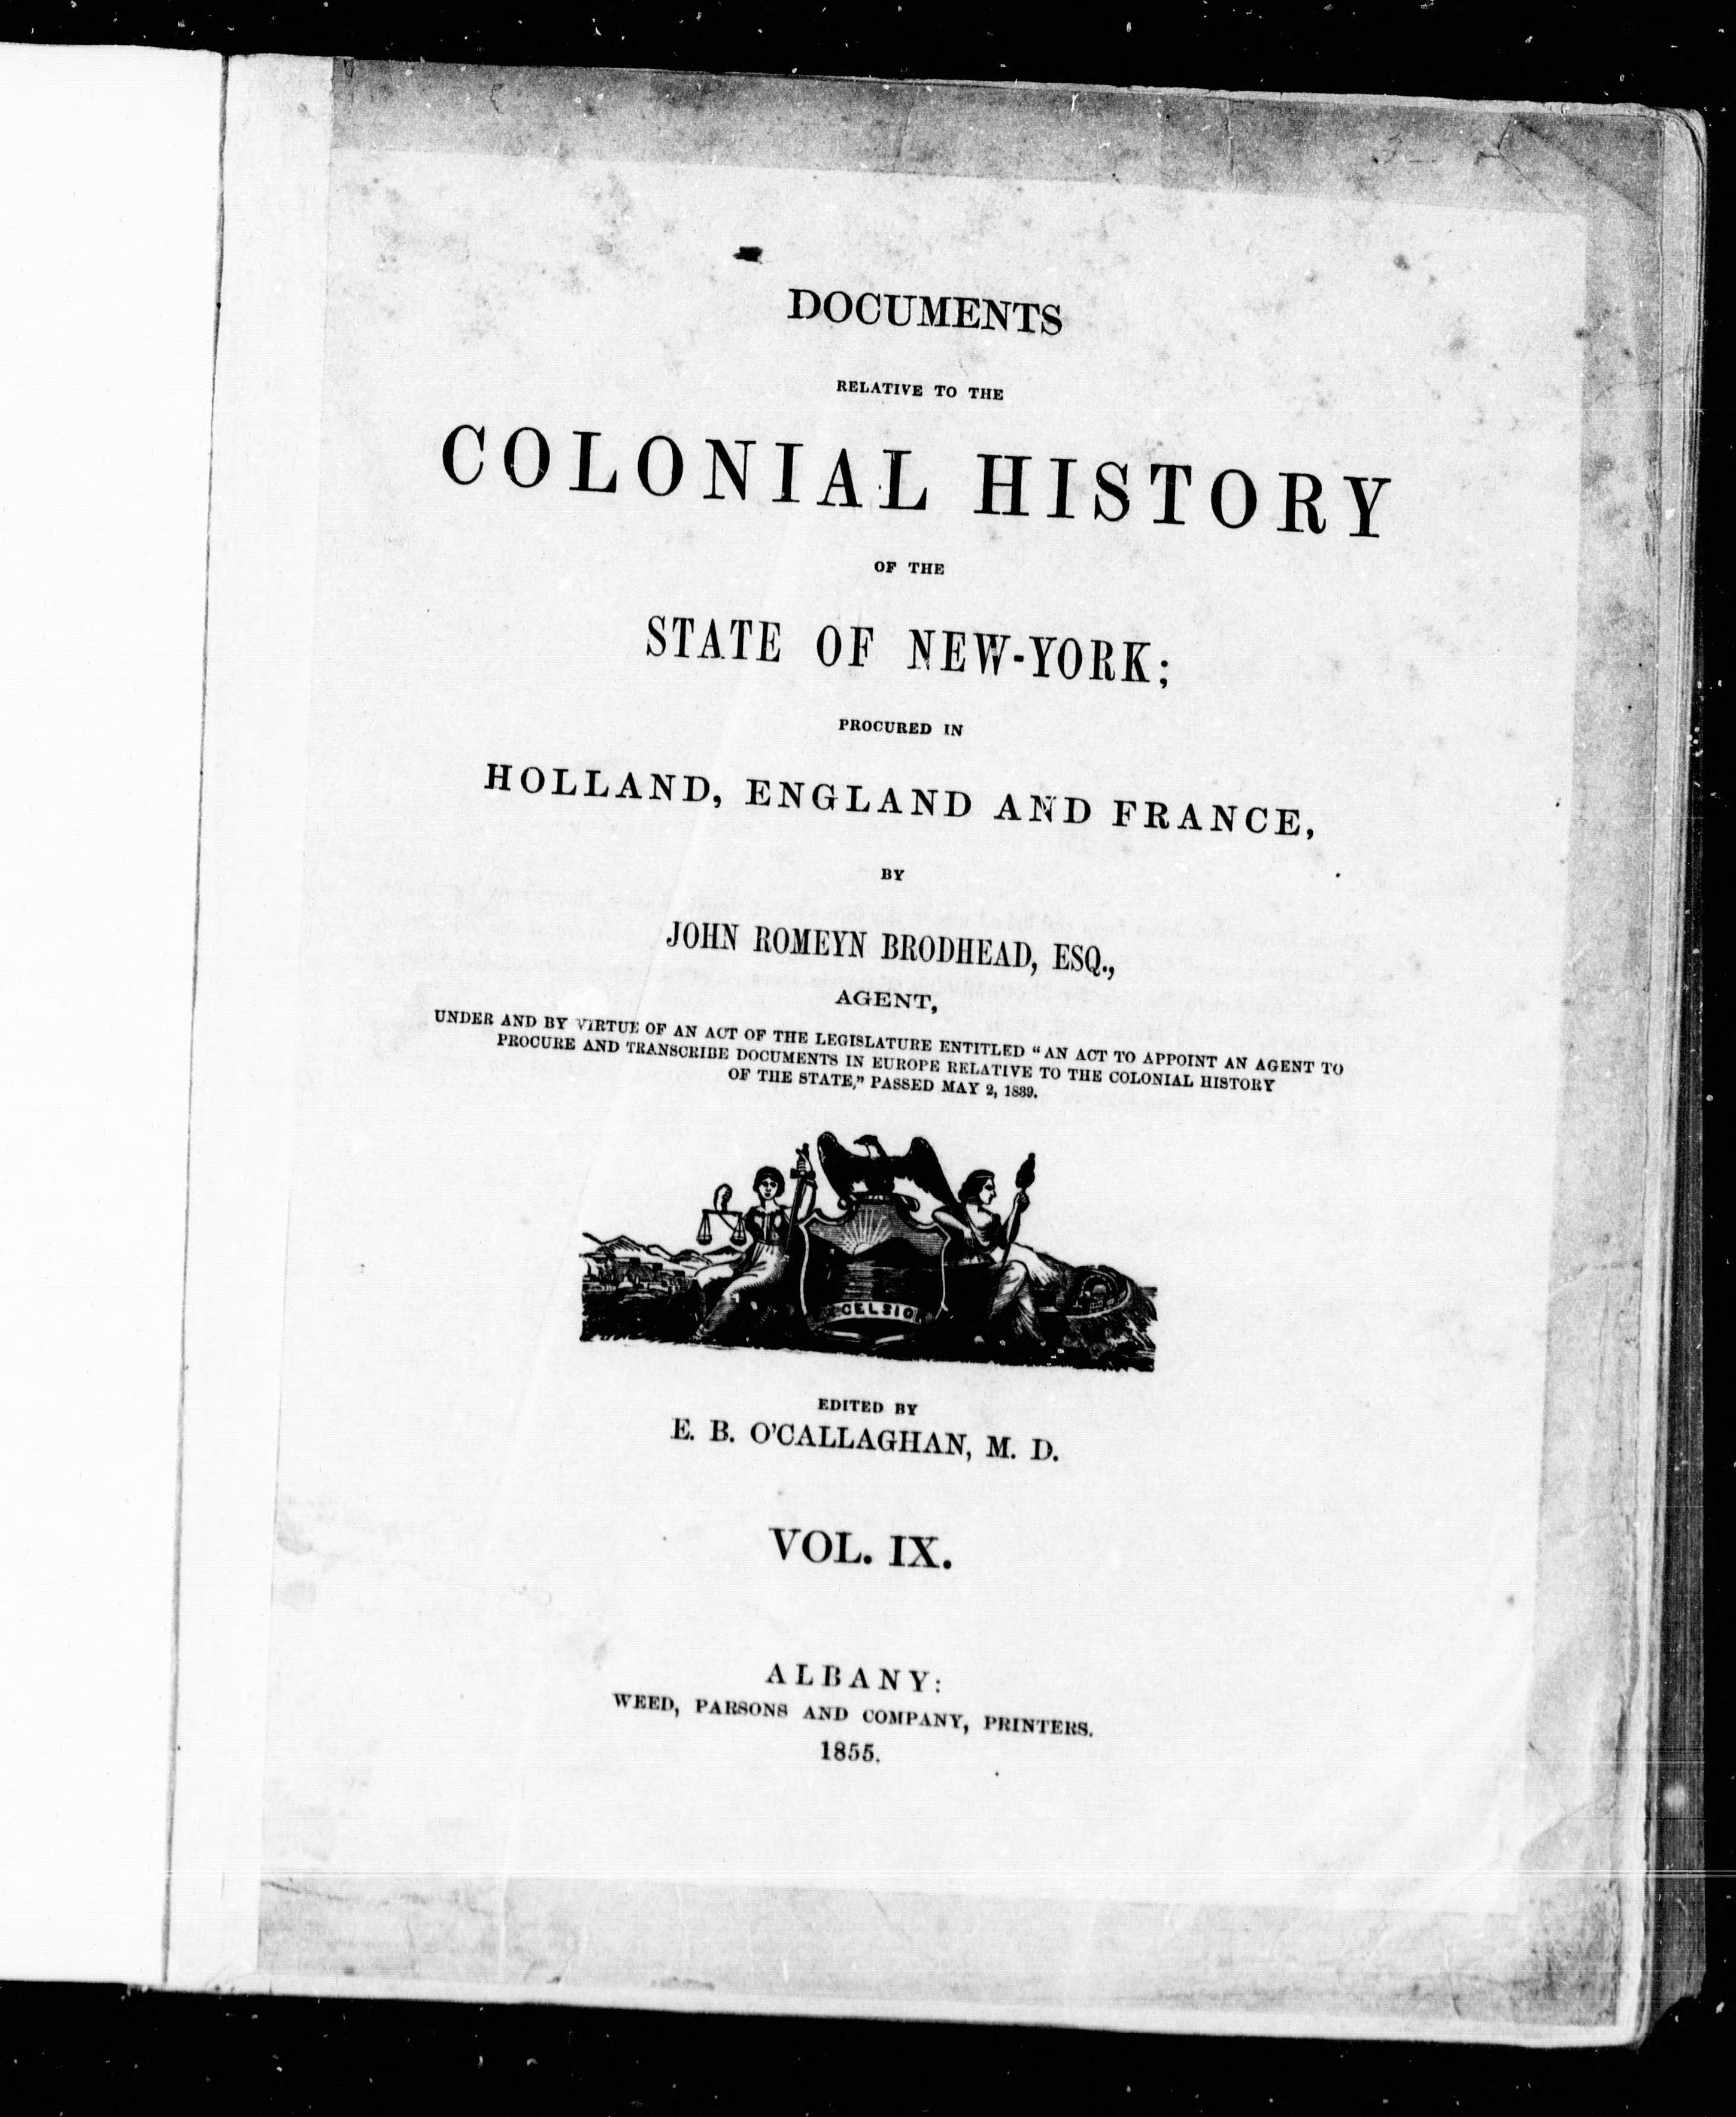 DOCUMENTS
RELATIVE TO THE
COLONIAL HISTORY
OF THE
STATE OF NEW-YORK;
PROCURED IN
HOLLAND, ENGLAND AND FRANCE,
BY
JOHN ROMEYN BRODHEAD, ESQ.,
AGENT,
UNDER AND BY VIRTUE OF AN ACT OF THE LEGISLATURE ENTITLED "AN ACT TO APPOINT AN AGENT TO
PROCURE AND TRANSCRIBE DOCUMENTS IN EUROPE RELATIVE TO THE COLONIAL HISTORY
OF THE STATE," PASSED MAY 2, 1839.
CELSIO
EDITED BY
E. B. O'CALLAGHAN, M. D.
VOL. IX.
ALBANY:
WEED, PARSONS AND COMPANY, PRINTERS.
1855.